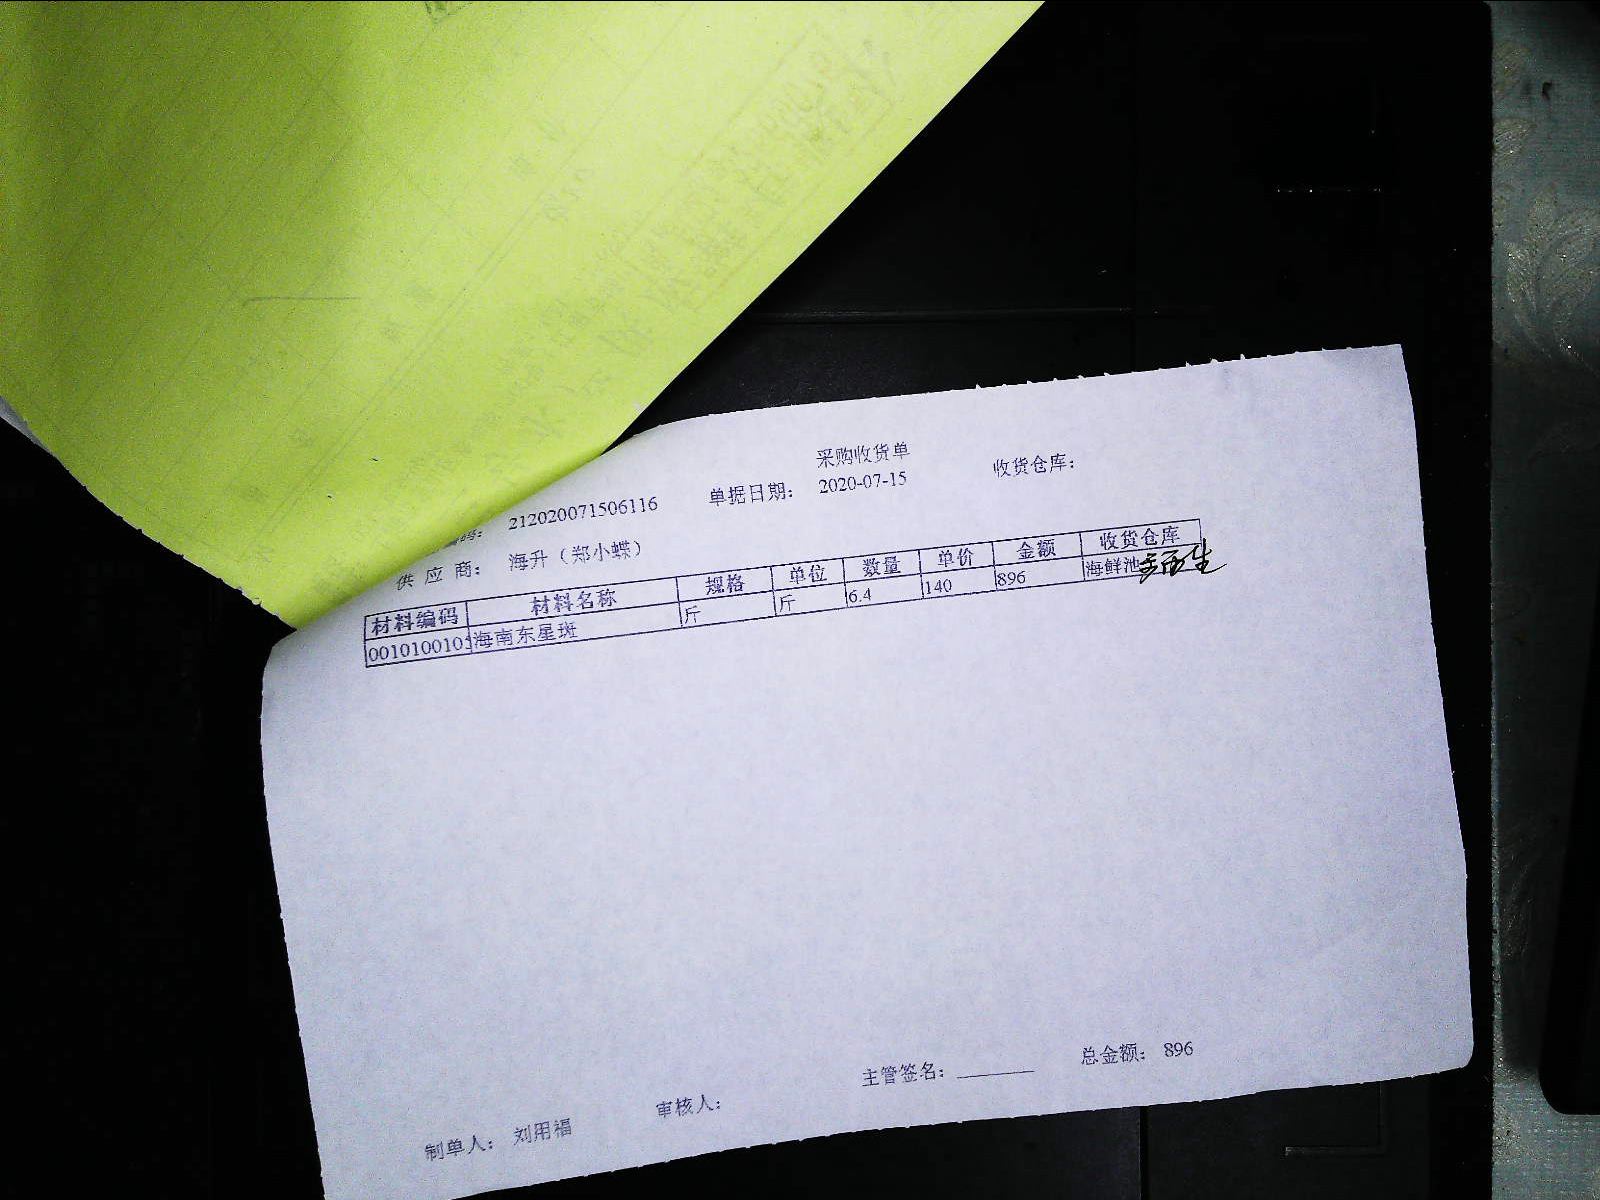 采购收货单
编码： 212020071506116 单据日期： 2020-07-15 收货仓库：
供 应 商： 海升（郑小蝶）
材料编码 材料名称 规格 单位 数量 单价 金额 收货仓库
001010010 海南东星斑 斤 斤 6.4 140 896 海鲜池
主管签名：______ 总金额： 896
制单人： 刘用福 审核人：